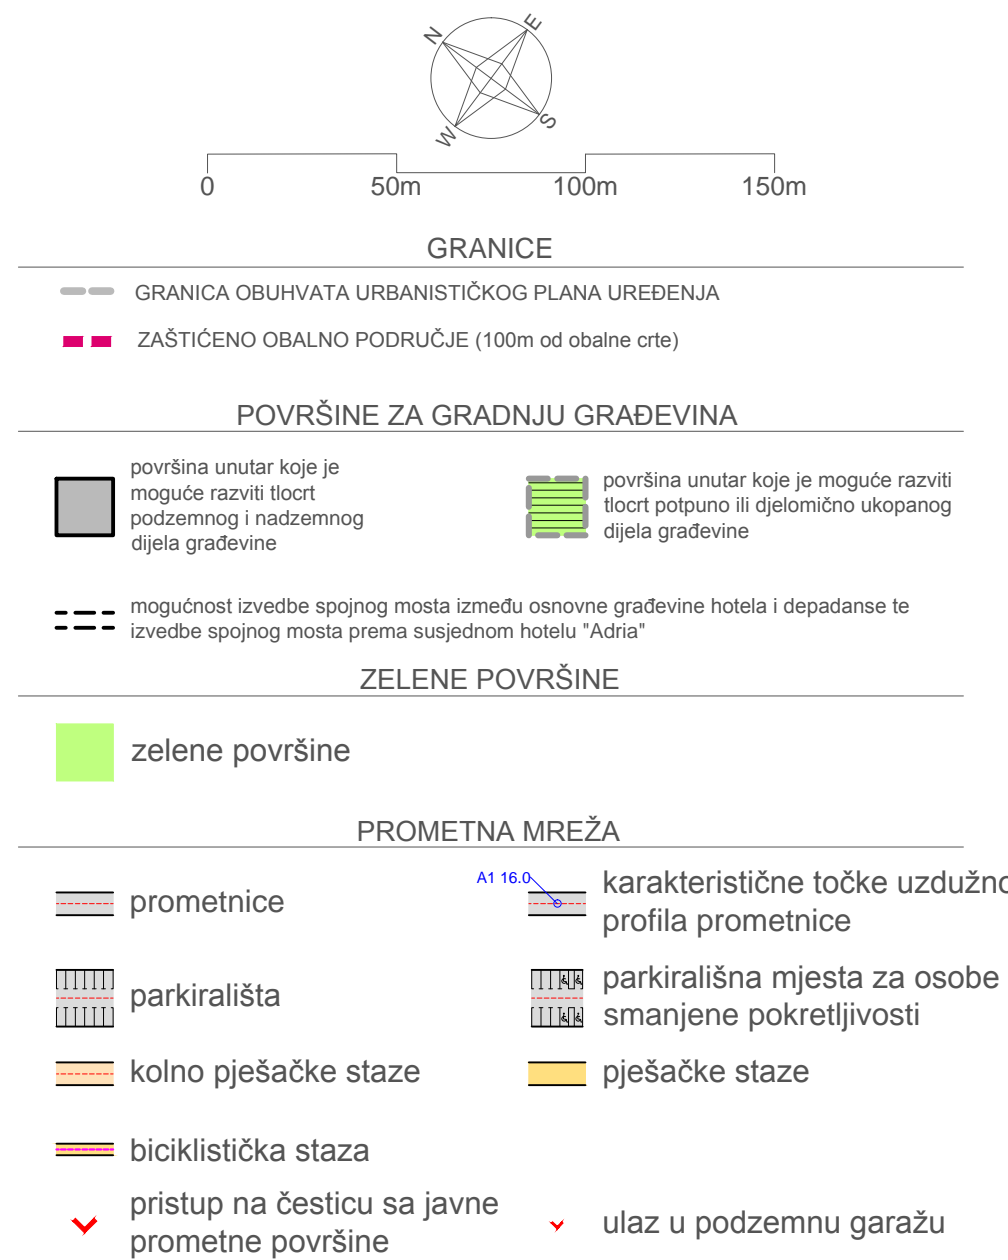 N
E
W
S
0
50m
100m
150m
GRANICE
GRANICA OBUHVATA URBANISTIČKOG PLANA UREĐENJA
ZAŠTIĆENO OBALNO PODRUČJE (100m od obalne crte)
POVRŠINE ZA GRADNJU GRAĐEVINA
površina unutar koje je
moguće razviti tlocrt
podzemnog i nadzemnog
dijela građevine
površina unutar koje je moguće razviti
tlocrt potpuno ili djelomično ukopanog
dijela građevine
mogućnost izvedbe spojnog mosta između osnovne građevine hotela i depadanse te
izvedbe spojnog mosta prema susjednom hotelu "Adria"
ZELENE POVRŠINE
zelene površine
PROMETNA MREŽA
prometnice
A1 16.0
karakteristične točke uzdužno
profila prometnice
parkirališta
parkirališna mjesta za osobe
smanjene pokretljivosti
kolno pješačke staze
pješačke staze
biciklistička staza
pristup na česticu sa javne
prometne površine
ulaz u podzemnu garažu